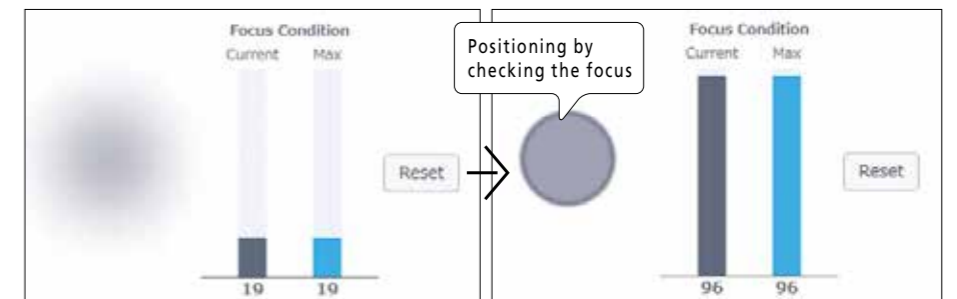 Focus Condition
Current Max
Reset
19 19
Positioning by
checking the focus
Focus Condition
Current Max
Reset
96 96